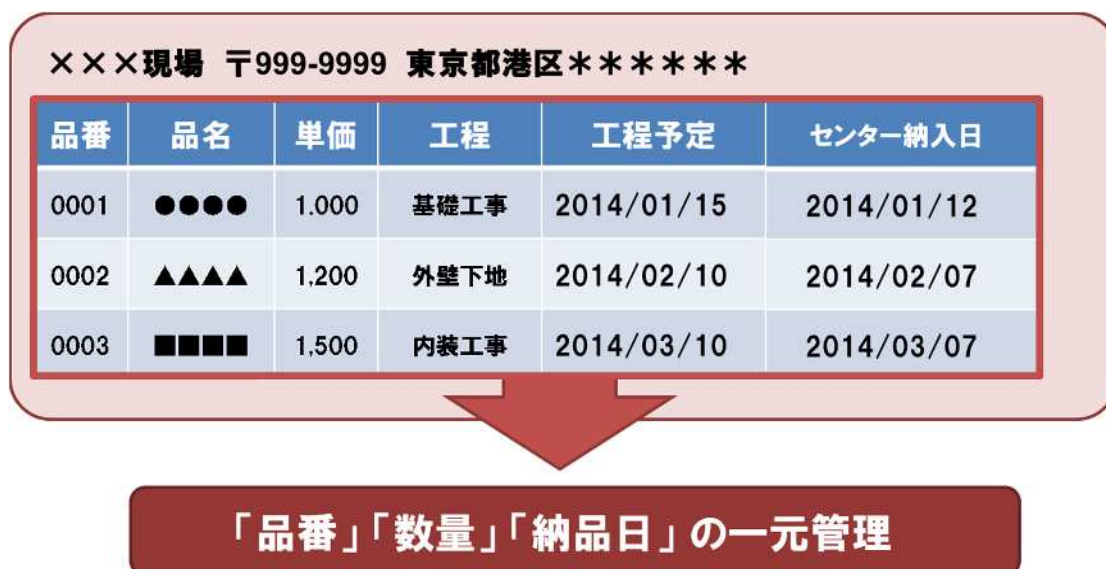 ×××現場 〒999-9999 東京都港区＊＊＊＊＊＊
品番 品名 単価 工程 工程予定 センター納入日
0001 ●●●● 1.000 基礎工事 2014/01/15 2014/01/12
0002 ▲▲▲▲ 1,200 外壁下地 2014/02/10 2014/02/07
0003 ■■■■ 1,500 内装工事 2014/03/10 2014/03/07
「品番」「数量」「納品日」の一元管理